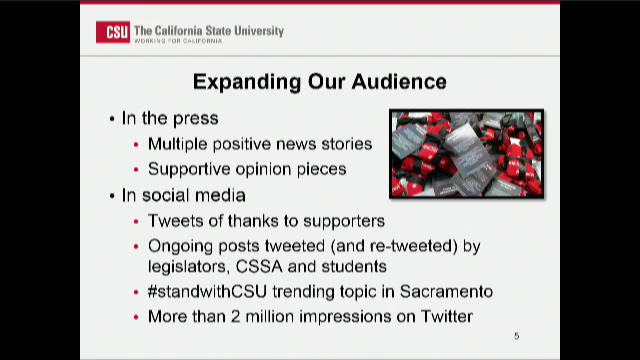 CSU The California State University
WORKING FOR CALIFORNIA
Expanding Our Audience
• In the press
• Multiple positive news stories
• Supportive opinion pieces
• In social media
• Tweets of thanks to supporters
• Ongoing posts tweeted (and re-tweeted) by
legislators, CSSA and students
• #standwithCSU trending topic in Sacramento
• More than 2 million impressions on Twitter
5